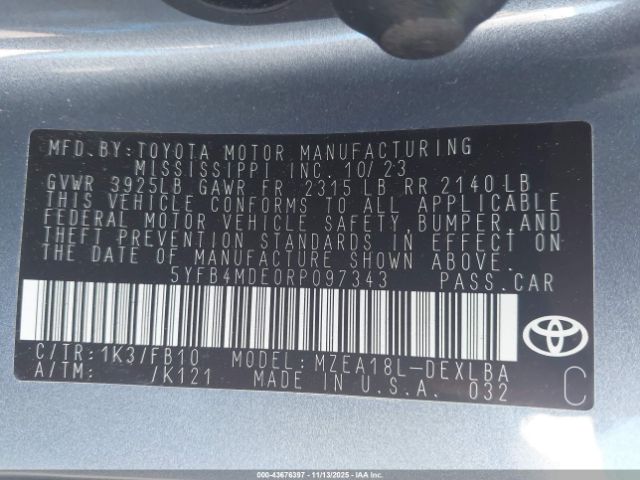 MFD.BY:TOYOTA MOTOR MANUFACTURING
MISSISSIPPI INC. 10/23
GVWR 3925LB GAWR FR 2315LB RR 2140LB
THIS VEHICLE CONFORMS TO ALL APPLICABLE
FEDERAL MOTOR VEHICLE SAFETY, BUMPER, AND
THEFT PREVENTION STANDARDS IN EFFECT ON
THE DATE OF MANUFACTURE SHOWN ABOVE.
5YFB4MDE0RP097343 PASS.CAR
C/TR: 1K3/FB10 MODEL: MZEA18L-DEXLBA
A/TM: /K121 MADE IN U.S.A. 032
TOYOTA
C
000-43676397 - 11/13/2025 - IAAI.COM